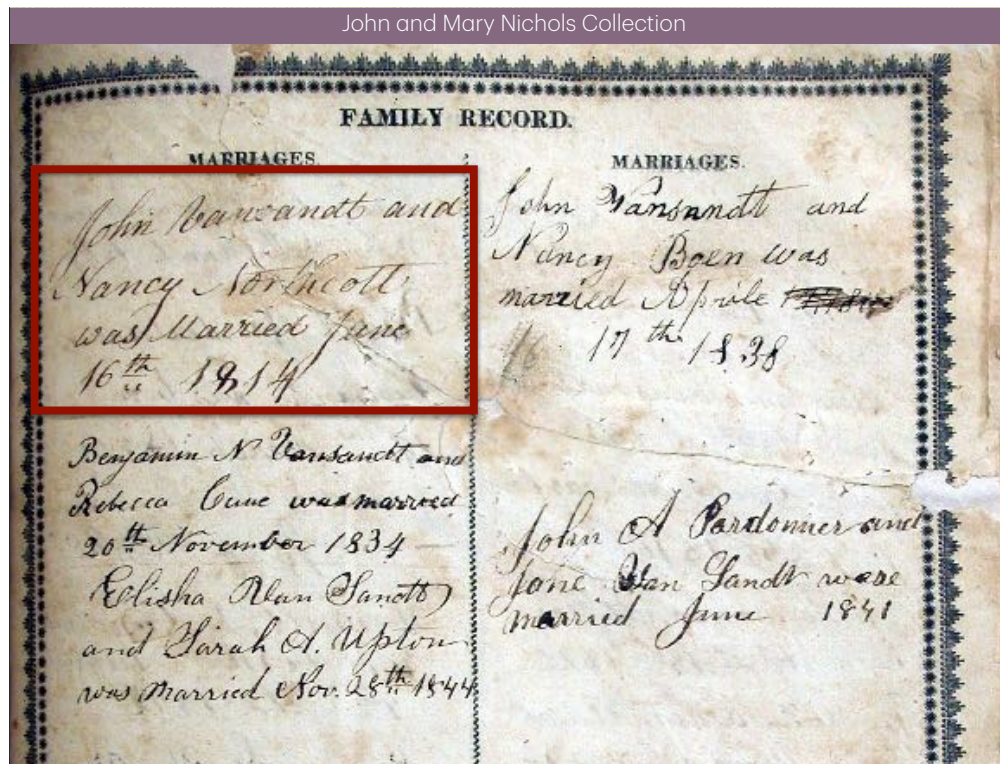 John and Mary Nichols Collection
FAMILY RECORD.
MARRIAGES.
John Vansandt and
Nancy Northcott
was Married June
16th 1814
Benjamin N Vansandt and
Rebecca Cune was married
20th November 1834
Elisha Van Sandt
and Sarah A. Upton
was Married Nov. 28th 1844
MARRIAGES.
John Vansandt and
Nancy Boen was
married Aprile
17th 1838
John A Pardonner and
Jane Van Sandt were
married June 1841